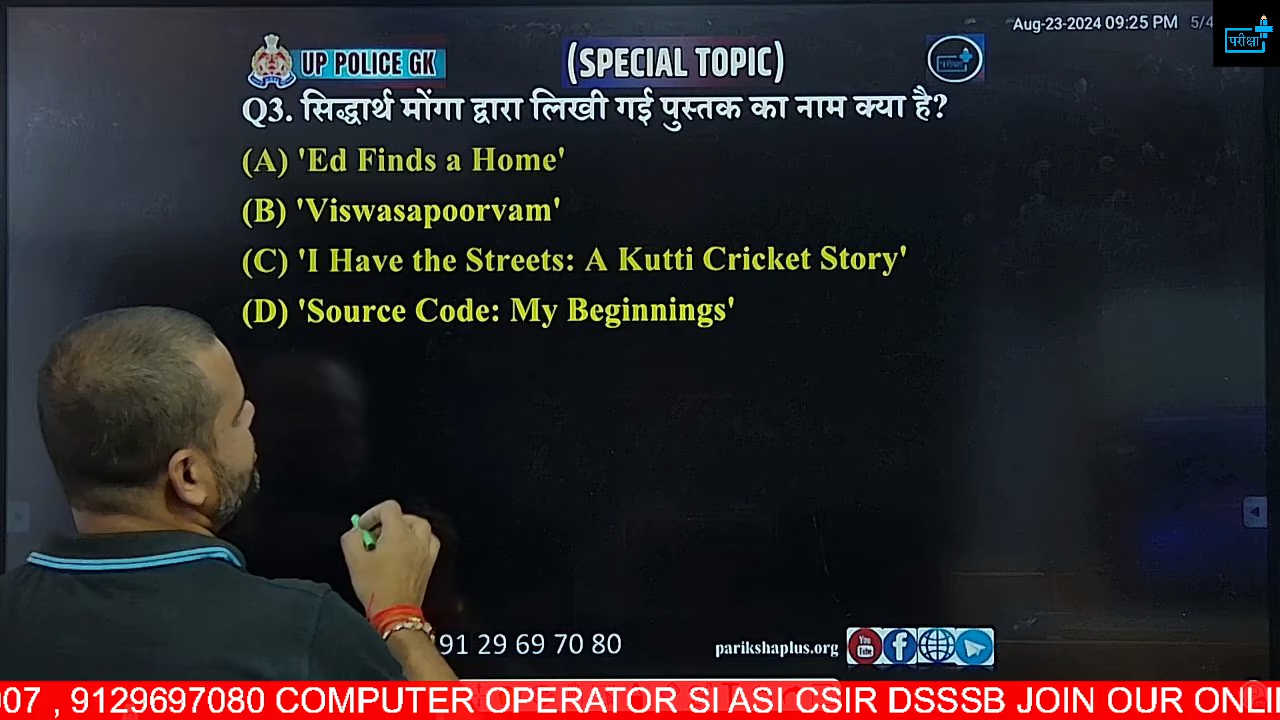 Aug-23-2024 09:25 PM 5/4
परीक्षा
UP POLICE GK
(SPECIAL TOPIC)
Q3. सिद्धार्थ मोंगा द्वारा लिखी गई पुस्तक का नाम क्या है?
(A) 'Ed Finds a Home'
(B) 'Viswasapoorvam'
(C) 'I Have the Streets: A Kutti Cricket Story'
(D) 'Source Code: My Beginnings'
91 29 69 70 80
parikshaplus.org
You Tube
007 , 9129697080 COMPUTER OPERATOR SI ASI CSIR DSSSB JOIN OUR ONLI